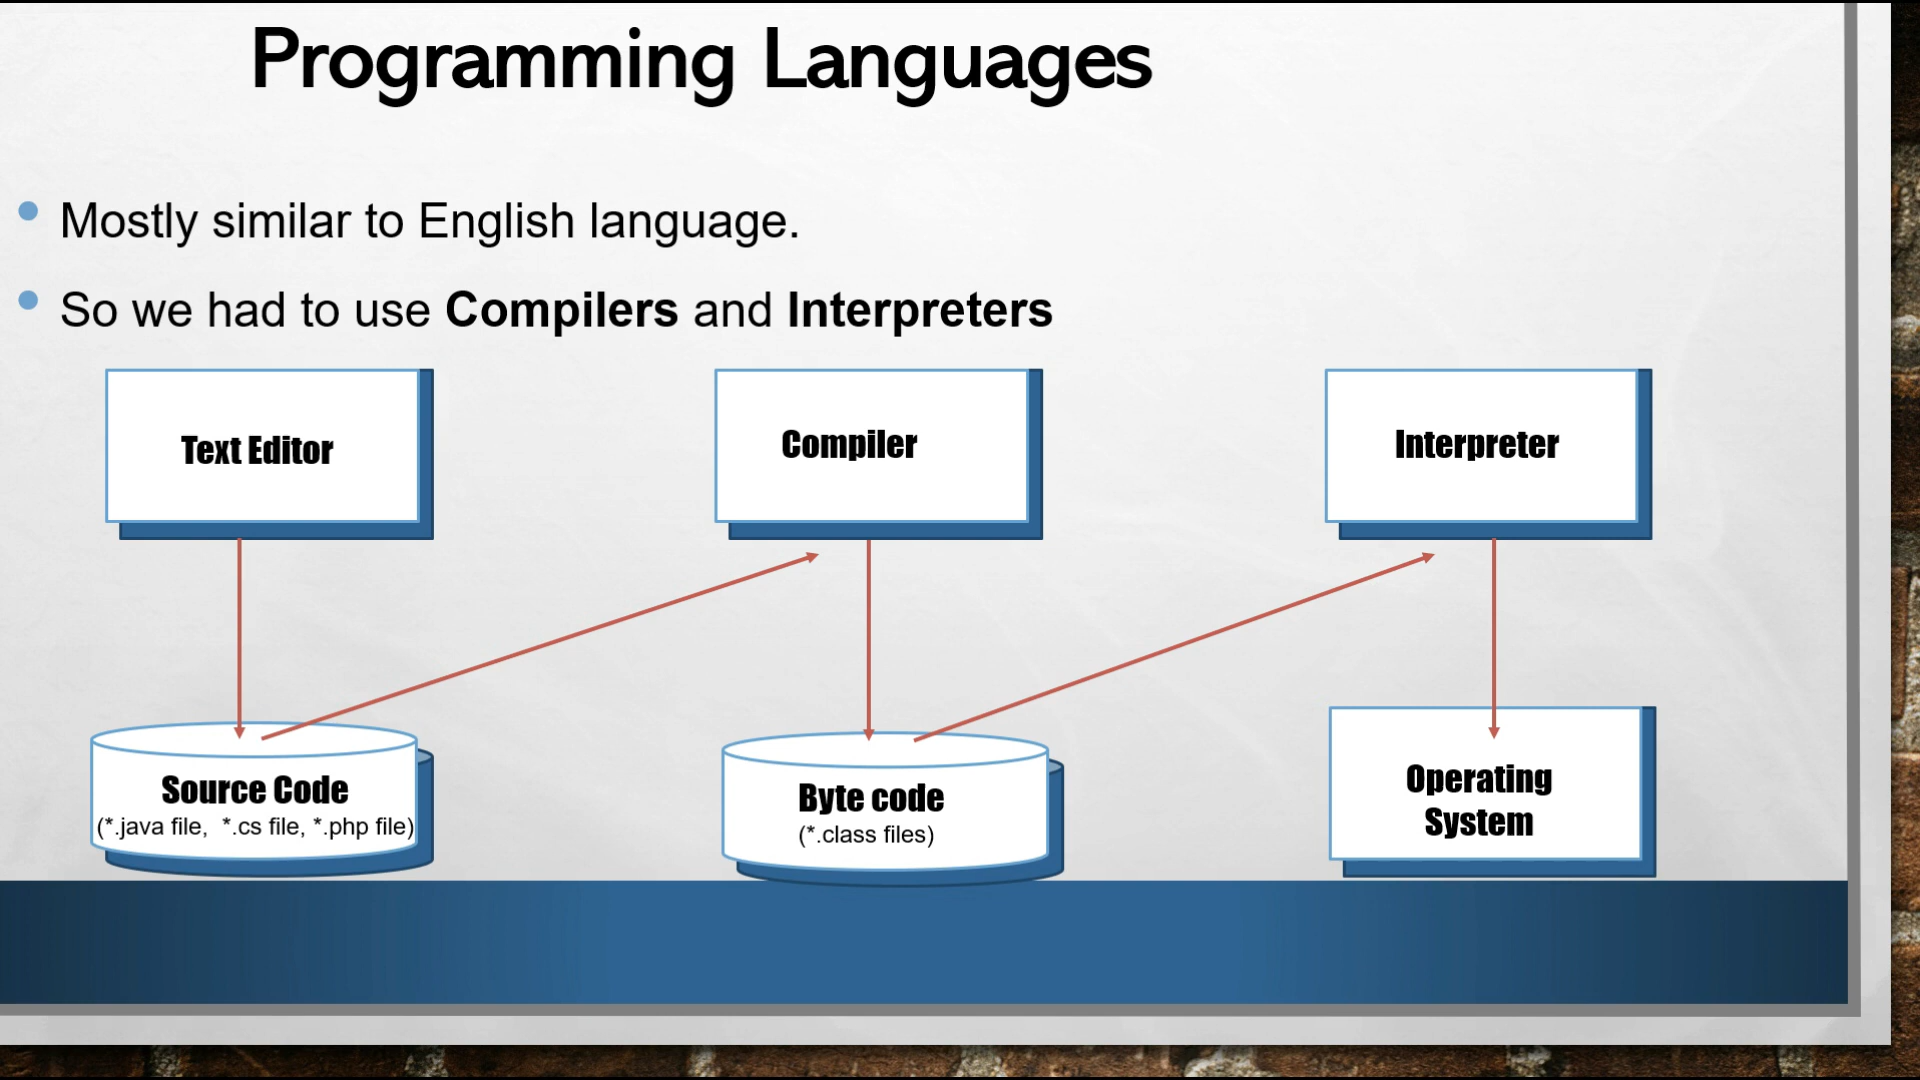 Programming Languages
• Mostly similar to English language.
• So we had to use Compilers and Interpreters
Text Editor
Compiler
Interpreter
Source Code
(*.java file,  *.cs file, *.php file)
Byte code
(*.class files)
Operating
System